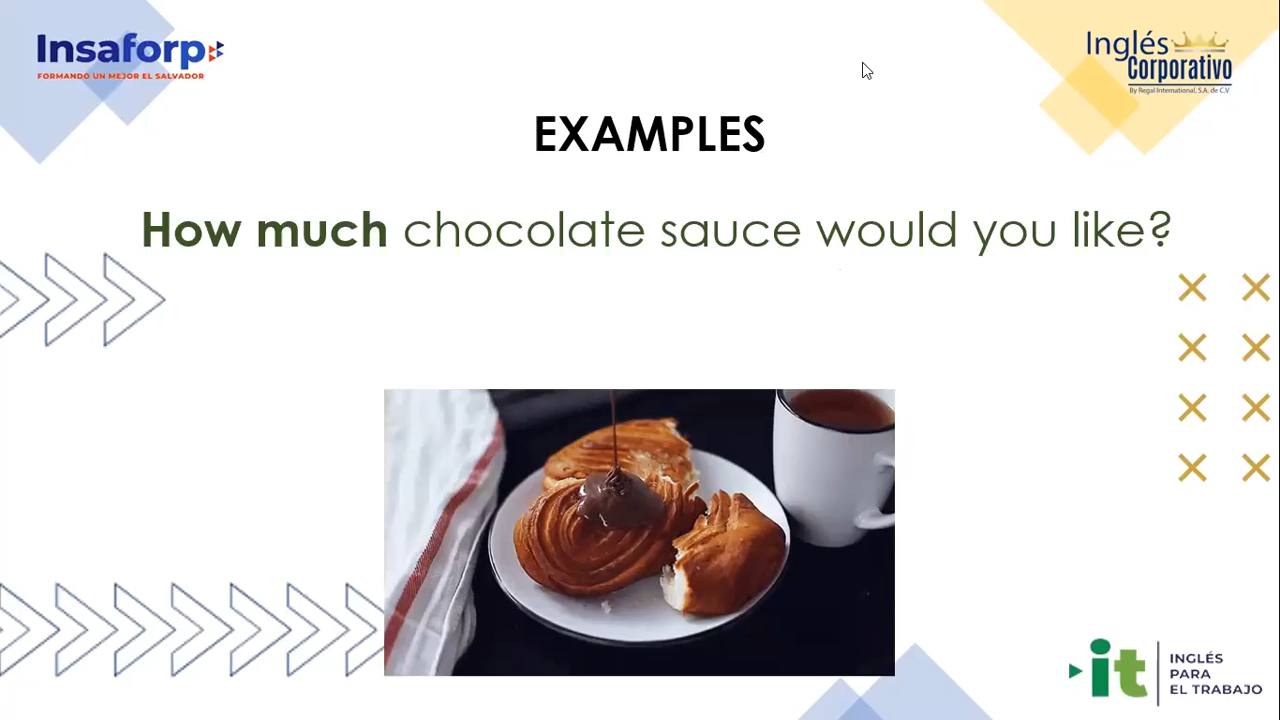 Insaforp
FORMANDO UN MEJOR EL SALVADOR
Inglés
Corporativo
By Regal International, S.A. de C.V
EXAMPLES
How much chocolate sauce would you like?
it
INGLÉS
PARA
EL TRABAJO